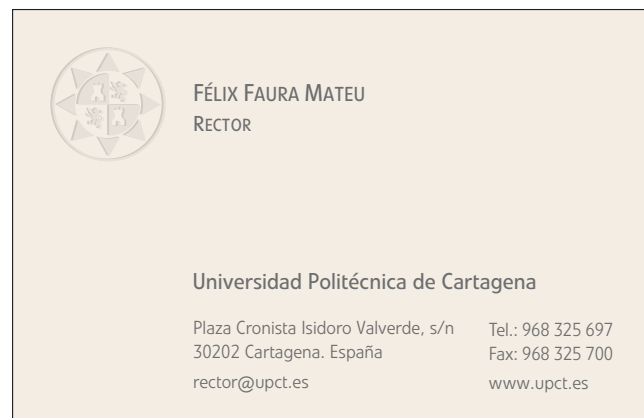 FÉLIX FAURA MATEU
RECTOR
Universidad Politécnica de Cartagena
Plaza Cronista Isidoro Valverde, s/n
30202 Cartagena. España
rector@upct.es
Tel.: 968 325 697
Fax: 968 325 700
www.upct.es